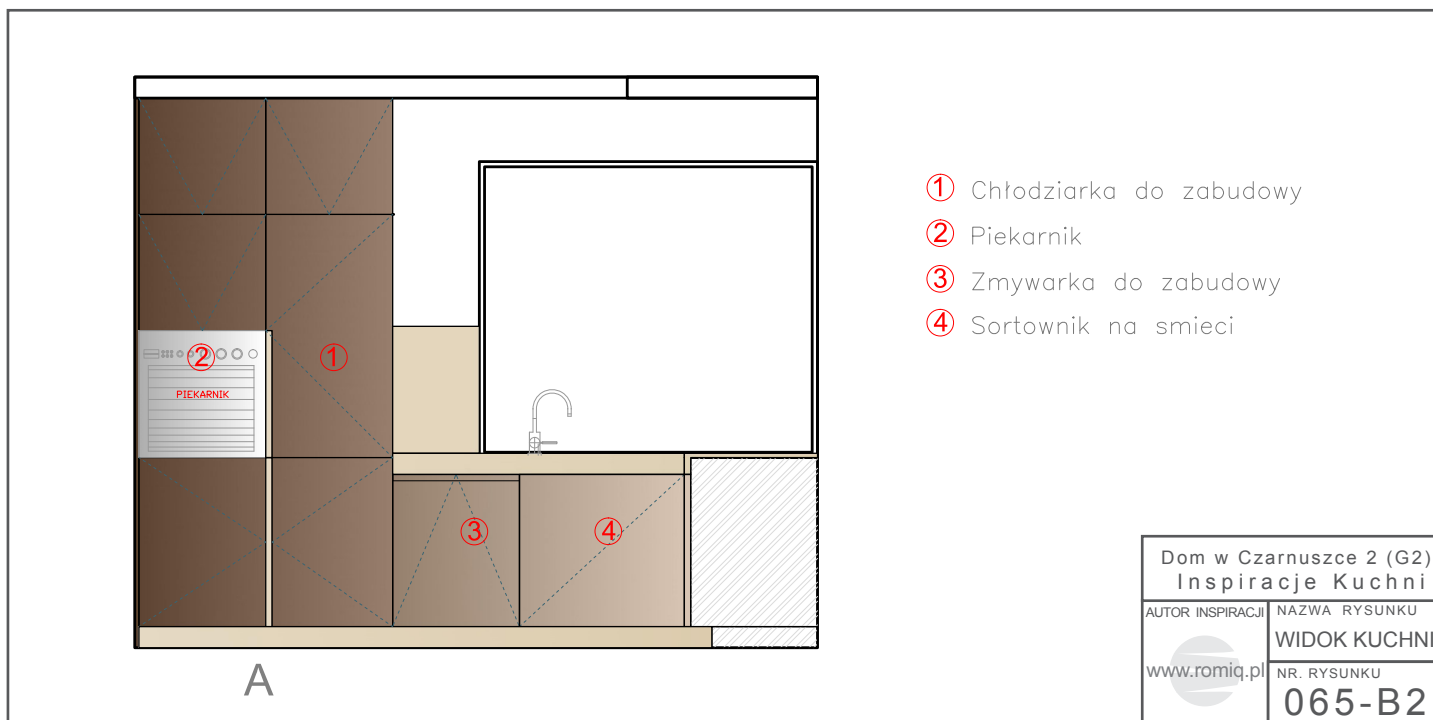 ① Chłodziarka do zabudowy
② Piekarnik
③ Zmywarka do zabudowy
④ Sortownik na smieci
②
PIEKARNIK
①
③
④
A
Dom w Czarnuszce 2 (G2)
Inspiracje Kuchni
AUTOR INSPIRACJI
www.romiq.pl
NAZWA RYSUNKU
WIDOK KUCHNI
NR. RYSUNKU
065-B2